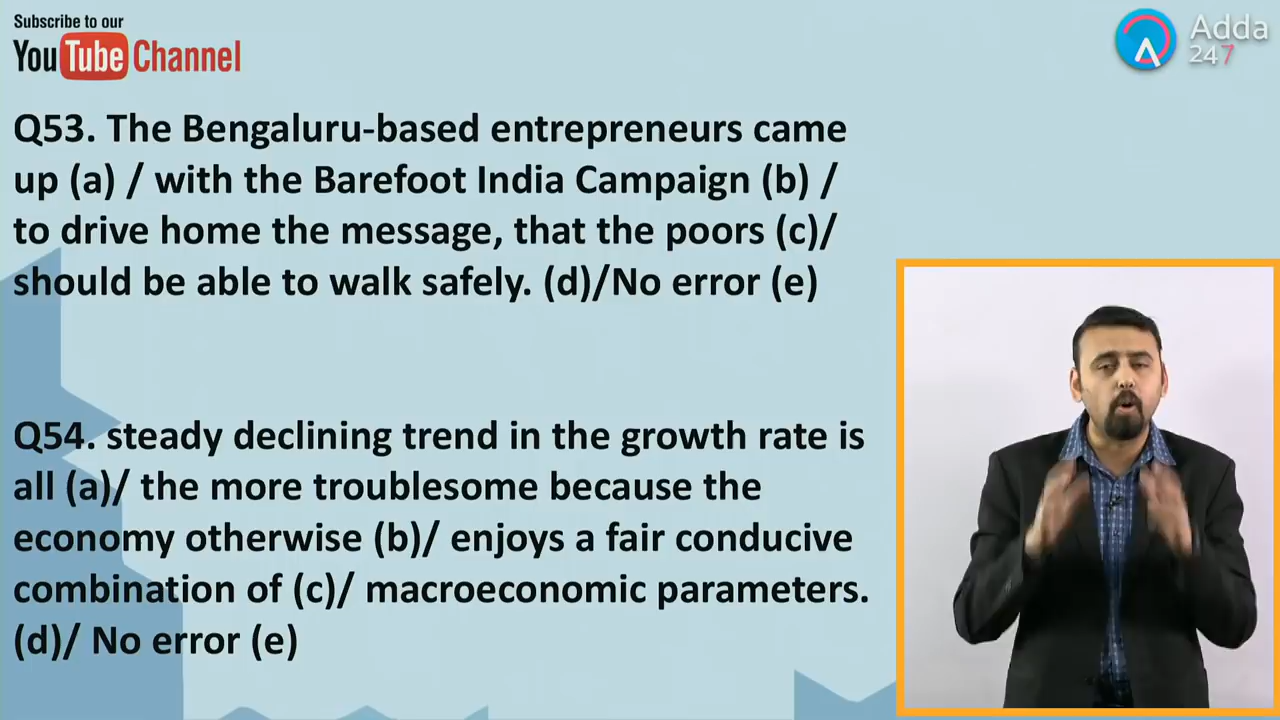 Subscribe to our
YouTube Channel
Adda
247
Q53. The Bengaluru-based entrepreneurs came
up (a) / with the Barefoot India Campaign (b) /
to drive home the message, that the poors (c)/
should be able to walk safely. (d)/No error (e)
Q54. steady declining trend in the growth rate is
all (a)/ the more troublesome because the
economy otherwise (b)/ enjoys a fair conducive
combination of (c)/ macroeconomic parameters.
(d)/ No error (e)